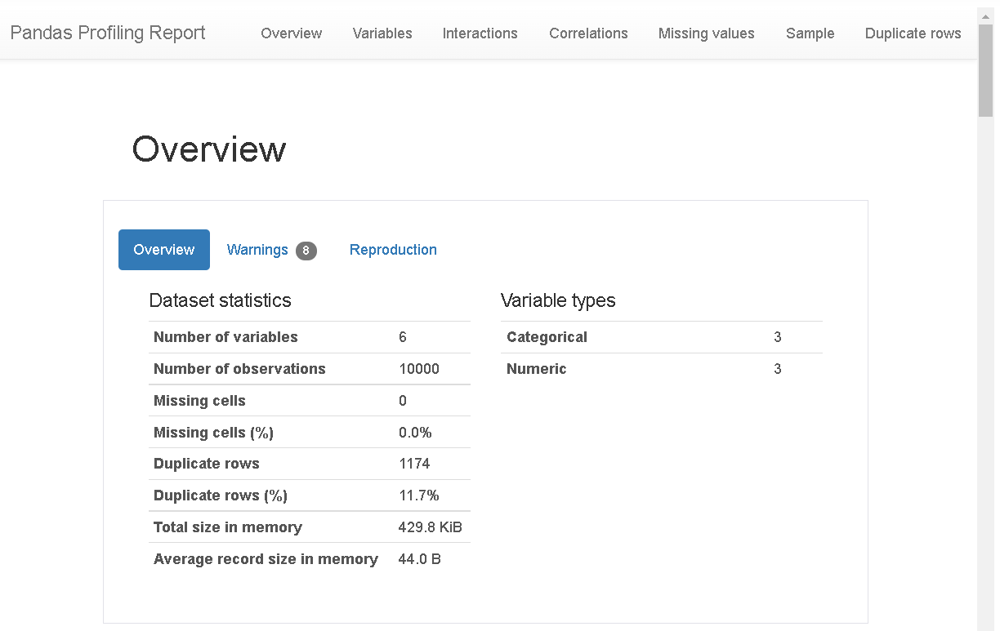 Pandas Profiling Report Overview Variables Interactions Correlations Missing values Sample Duplicate rows
Overview
Overview Warnings 8 Reproduction
Dataset statistics
Number of variables 6
Number of observations 10000
Missing cells 0
Missing cells (%) 0.0%
Duplicate rows 1174
Duplicate rows (%) 11.7%
Total size in memory 429.8 KiB
Average record size in memory 44.0 B
Variable types
Categorical 3
Numeric 3